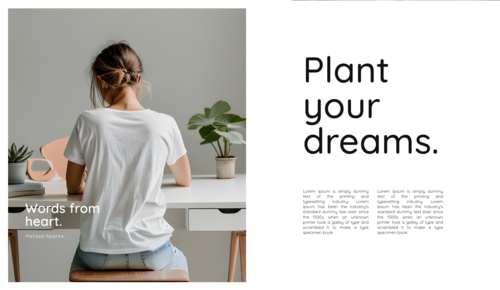 Words from
heart.
Melissa Sparks
Plant
your
dreams.
Lorem Ipsum is simply dummy
text of the printing and
typesetting industry. Lorem
Ipsum has been the industry's
standard dummy text ever since
the 1500s, when an unknown
printer took a galley of type and
scrambled it to make a type
specimen book.
Lorem Ipsum is simply dummy
text of the printing and
typesetting industry. Lorem
Ipsum has been the industry's
standard dummy text ever since
the 1500s, when an unknown
printer took a galley of type and
scrambled it to make a type
specimen book.